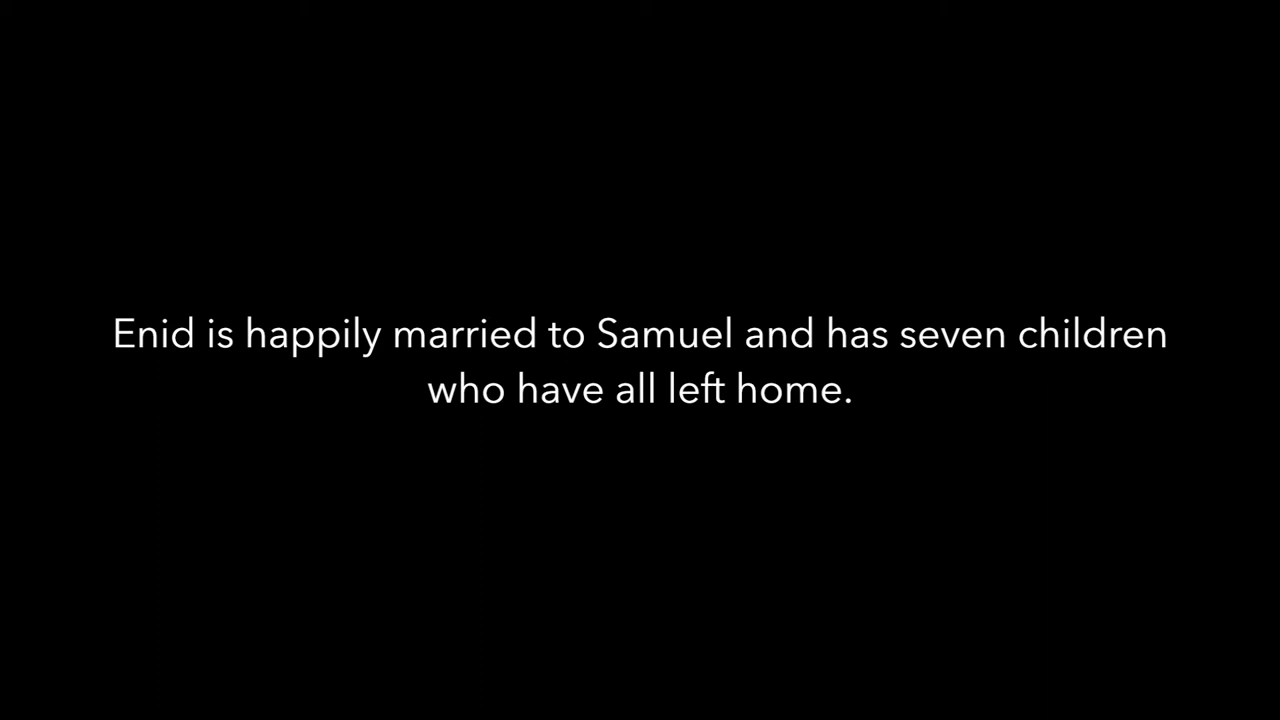 Enid is happily married to Samuel and has seven children
who have all left home.